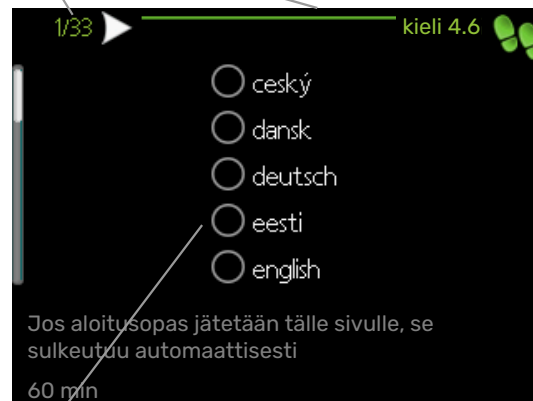 1/33
kieli 4.6
ceský
dansk
deutsch
eesti
english
Jos aloitusopas jätetään tälle sivulle, se
sulkeutuu automaattisesti
60 min